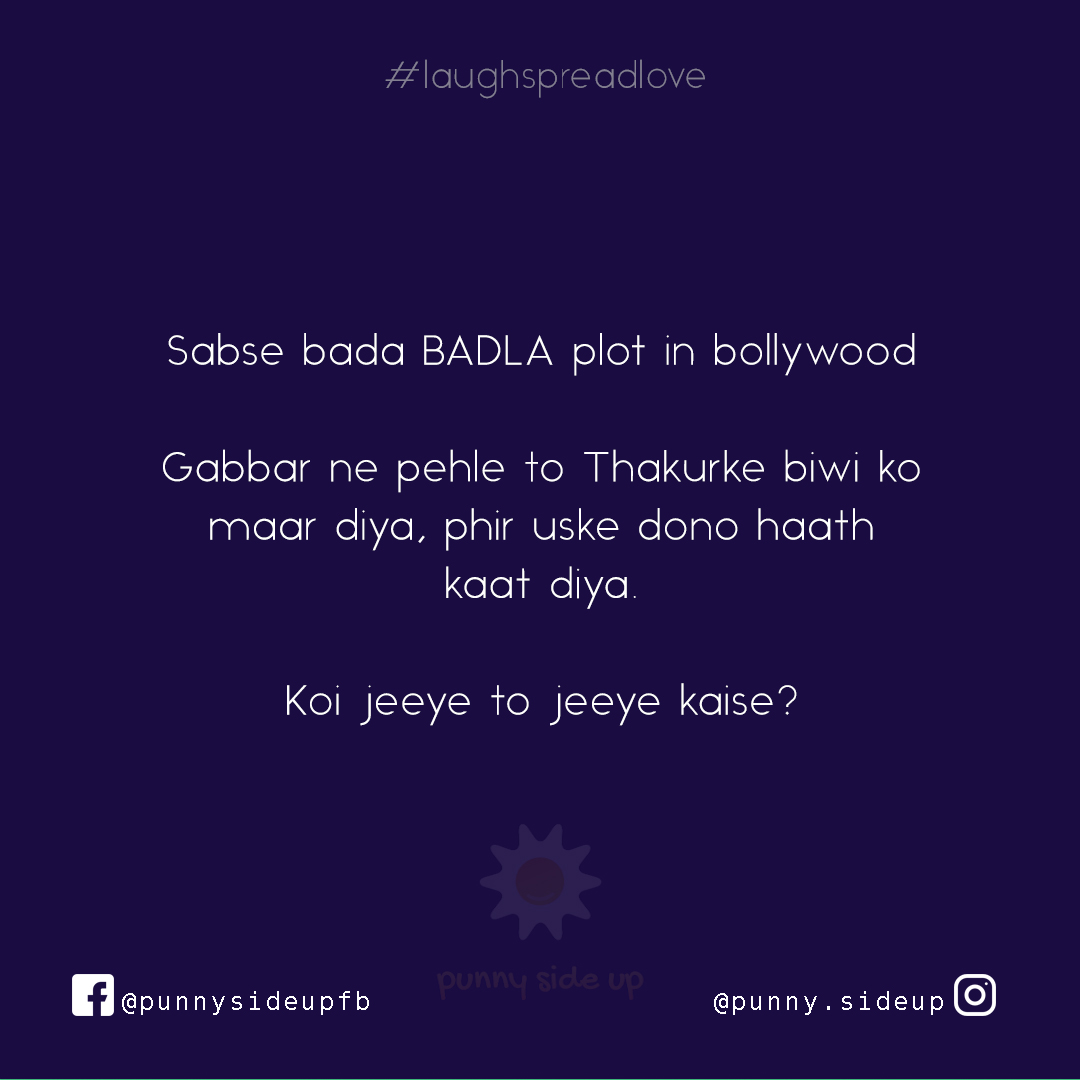 #laughspreadlove
Sabse bada BADLA plot in bollywood
Gabbar ne pehle to Thakurke biwi ko
maar diya, phir uske dono haath
kaat diya.
Koi jeeye to jeeye kaise?
punny side up
@punnysideupfb
@punny.sideup